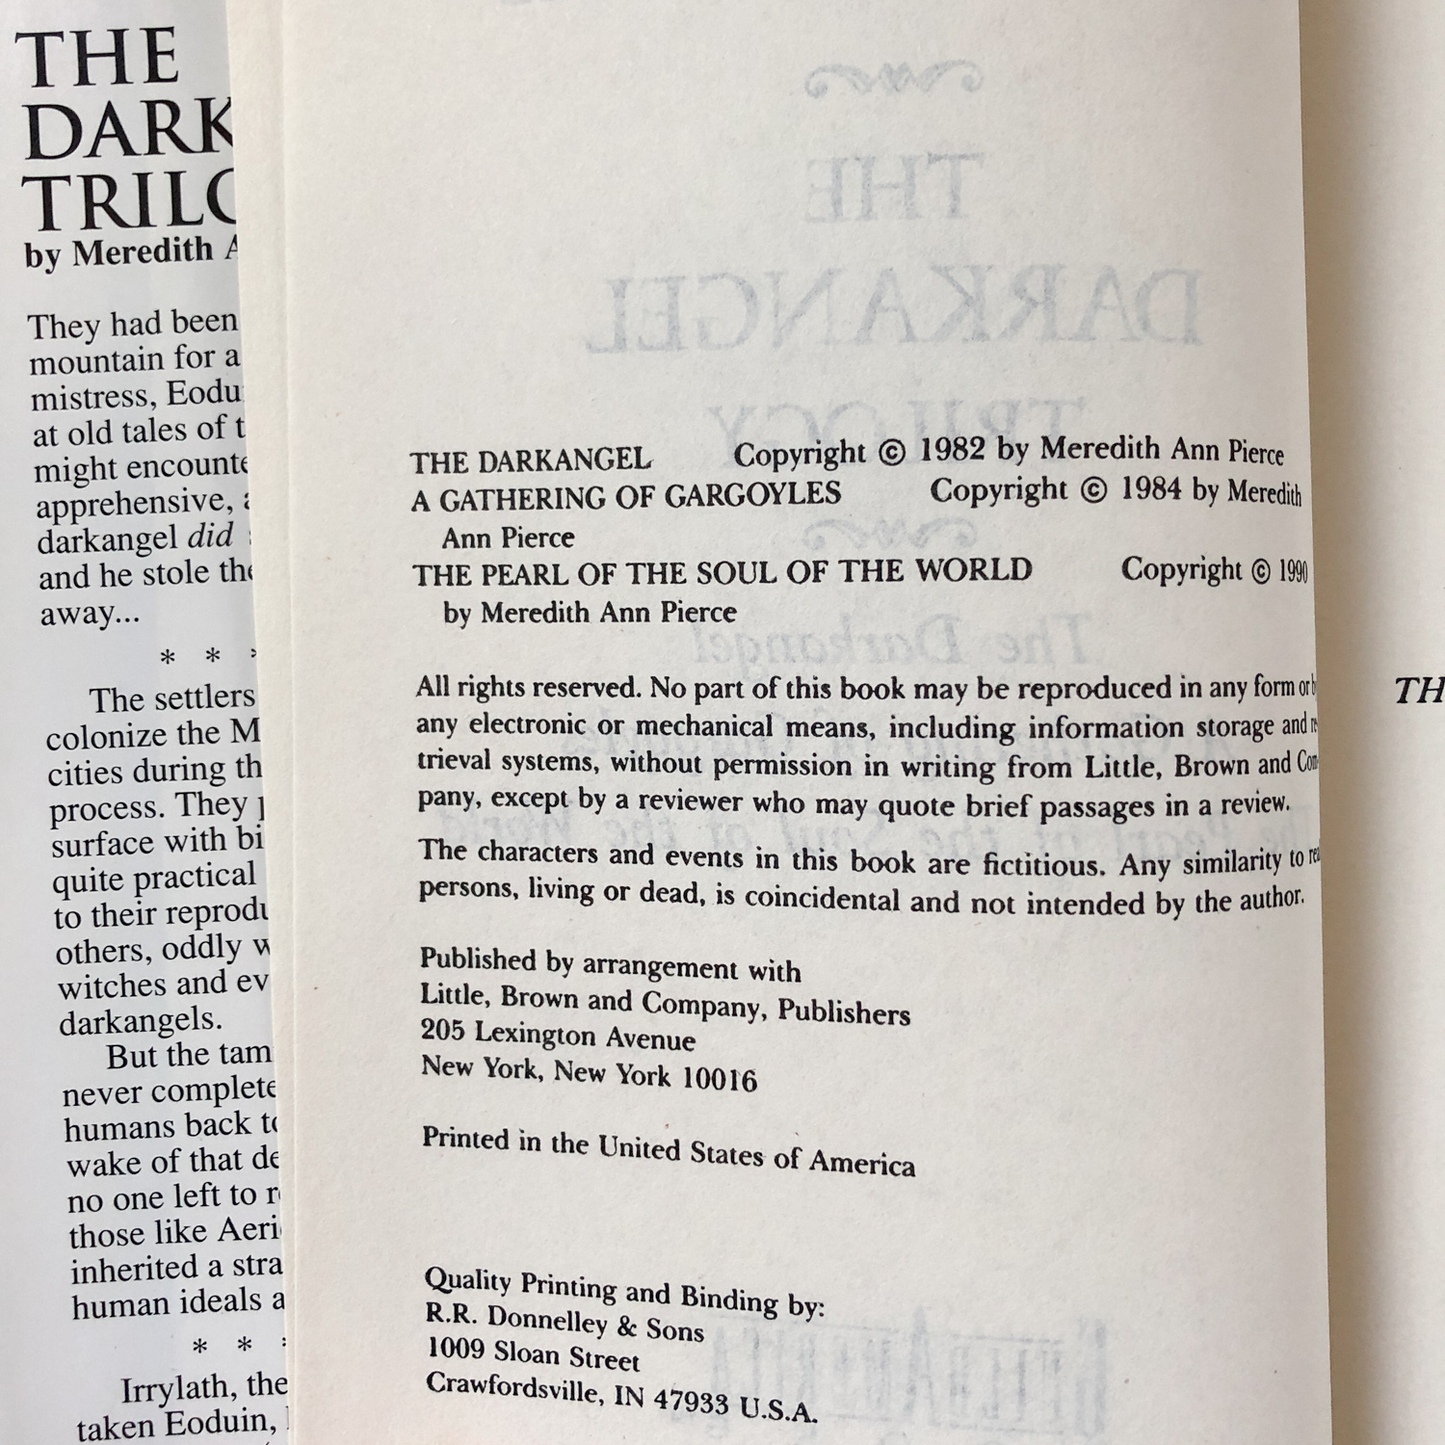 THE
DARK
TRILO
by Meredith A
They had been
mountain for a
mistress, Eodui
at old tales of t
might encounte
apprehensive, a
darkangel did
and he stole the
away...
* * *
The settlers
colonize the M
cities during th
process. They p
surface with bi
quite practical
to their reprodu
others, oddly w
witches and ev
darkangels.
But the tam
never complete
humans back to
wake of that de
no one left to r
those like Aeri
inherited a stra
human ideals a
* * *
Irrylath, the
taken Eoduin,
THE
DARKANGEL
TRILOGY
The Darkangel
THE DARKANGEL Copyright © 1982 by Meredith Ann Pierce
A GATHERING OF GARGOYLES Copyright © 1984 by Meredith
Ann Pierce
THE PEARL OF THE SOUL OF THE WORLD Copyright © 1990
by Meredith Ann Pierce
All rights reserved. No part of this book may be reproduced in any form or by
any electronic or mechanical means, including information storage and re-
trieval systems, without permission in writing from Little, Brown and Com-
pany, except by a reviewer who may quote brief passages in a review.
The characters and events in this book are fictitious. Any similarity to real
persons, living or dead, is coincidental and not intended by the author.
Published by arrangement with
Little, Brown and Company, Publishers
205 Lexington Avenue
New York, New York 10016
Printed in the United States of America
Quality Printing and Binding by:
R.R. Donnelley & Sons
1009 Sloan Street
Crawfordsville, IN 47933 U.S.A.
TH